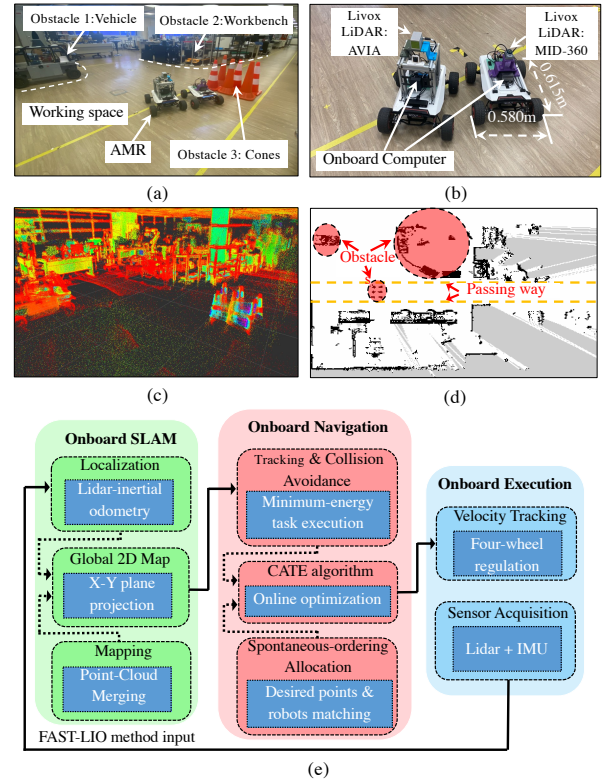 Obstacle 1:Vehicle
Obstacle 2:Workbench
Working space
AMR
Obstacle 3: Cones
(a)
Livox
LiDAR:
AVIA
Livox
LiDAR:
MID-360
0.615m
0.580m
Onboard Computer
(b)
(c)
Obstacle
Passing way
(d)
Onboard SLAM
Localization
Lidar-inertial
odometry
Global 2D Map
X-Y plane
projection
Mapping
Point-Cloud
Merging
FAST-LIO method input
Onboard Navigation
Tracking & Collision
Avoidance
Minimum-energy
task execution
CATE algorithm
Online optimization
Spontaneous-ordering
Allocation
Desired points &
robots matching
Onboard Execution
Velocity Tracking
Four-wheel
regulation
Sensor Acquisition
Lidar + IMU
(e)